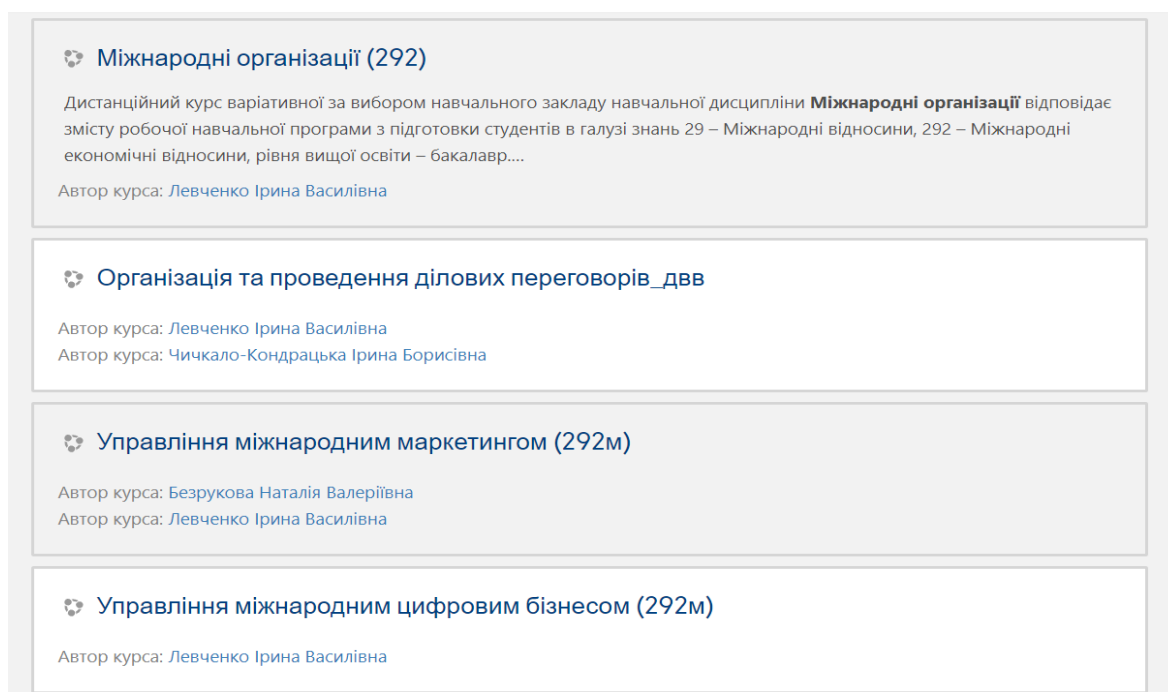 Міжнародні організації (292)
Дистанційний курс варіативної за вибором навчального закладу навчальної дисципліни Міжнародні організації відповідає
змісту робочої навчальної програми з підготовки студентів в галузі знань 29 – Міжнародні відносини, 292 – Міжнародні
економічні відносини, рівня вищої освіти – бакалавр....
Автор курса: Левченко Ірина Василівна
Організація та проведення ділових переговорів_двв
Автор курса: Левченко Ірина Василівна
Автор курса: Чичкало-Кондрацька Ірина Борисівна
Управління міжнародним маркетингом (292м)
Автор курса: Безрукова Наталія Валеріївна
Автор курса: Левченко Ірина Василівна
Управління міжнародним цифровим бізнесом (292м)
Автор курса: Левченко Ірина Василівна